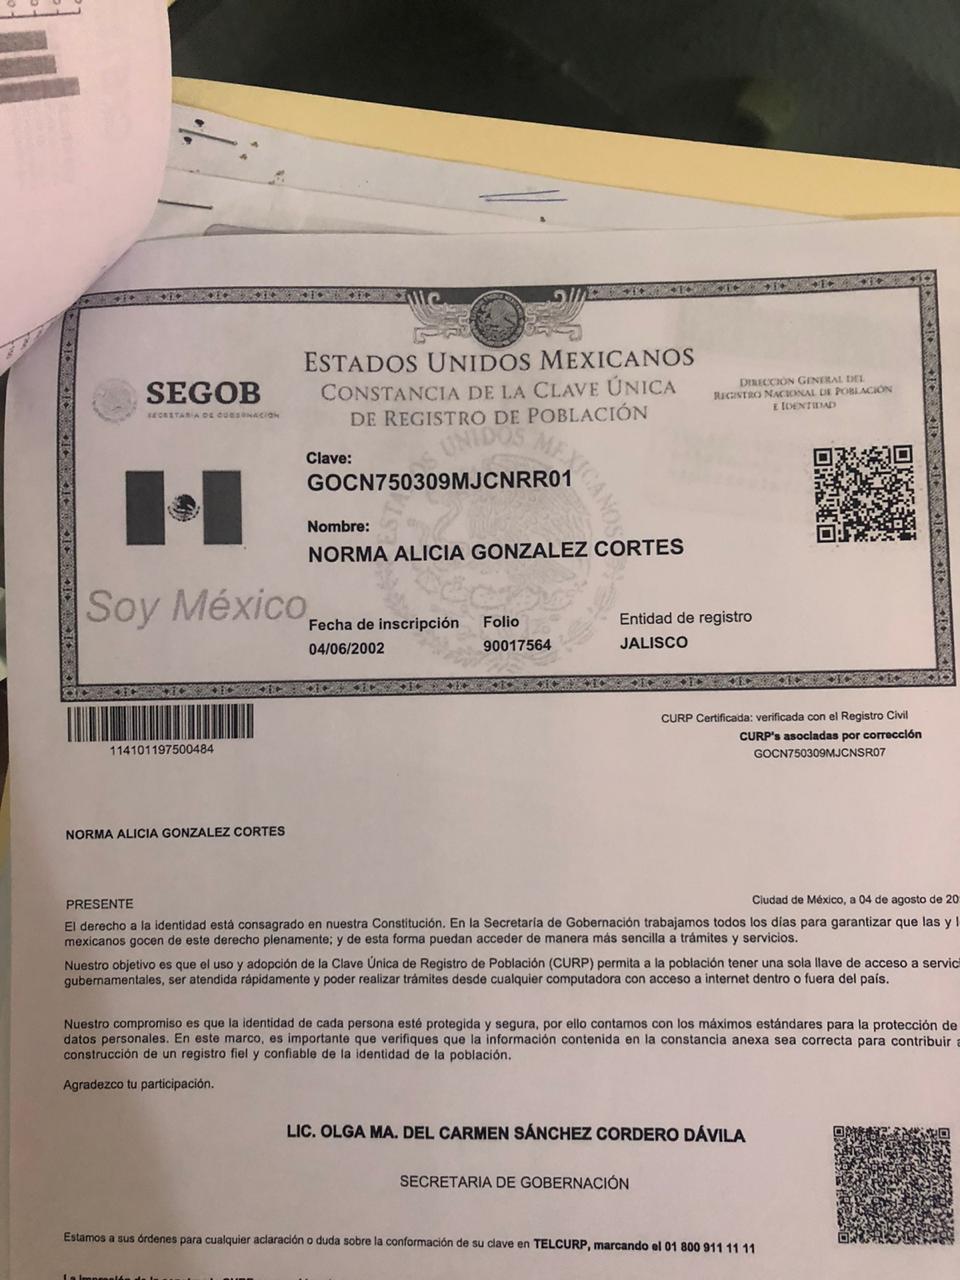 ESTADOS UNIDOS MEXICANOS
CONSTANCIA DE LA CLAVE ÚNICA
DE REGISTRO DE POBLACIÓN
SEGOB
SECRETARÍA DE GOBERNACIÓN
DIRECCIÓN GENERAL DEL
REGISTRO NACIONAL DE POBLACIÓN
E IDENTIDAD
Clave:
GOCN750309MJCNRR01
Nombre:
NORMA ALICIA GONZALEZ CORTES
Soy México
Fecha de inscripción
04/06/2002
Folio
90017564
Entidad de registro
JALISCO
ESTADOS UNIDOS MEXICANOS
114101197500484
CURP Certificada: verificada con el Registro Civil
CURP's asociadas por corrección
GOCN750309MJCNSR07
NORMA ALICIA GONZALEZ CORTES
PRESENTE
Ciudad de México, a 04 de agosto de 20
El derecho a la identidad está consagrado en nuestra Constitución. En la Secretaría de Gobernación trabajamos todos los días para garantizar que las y l
mexicanos gocen de este derecho plenamente; y de esta forma puedan acceder de manera más sencilla a trámites y servicios.
Nuestro objetivo es que el uso y adopción de la Clave Única de Registro de Población (CURP) permita a la población tener una sola llave de acceso a servici
gubernamentales, ser atendida rápidamente y poder realizar trámites desde cualquier computadora con acceso a internet dentro o fuera del país.
Nuestro compromiso es que la identidad de cada persona esté protegida y segura, por ello contamos con los máximos estándares para la protección de
datos personales. En este marco, es importante que verifiques que la información contenida en la constancia anexa sea correcta para contribuir a
construcción de un registro fiel y confiable de la identidad de la población.
Agradezco tu participación.
LIC. OLGA MA. DEL CARMEN SÁNCHEZ CORDERO DÁVILA
SECRETARIA DE GOBERNACIÓN
Estamos a sus órdenes para cualquier aclaración o duda sobre la conformación de su clave en TELCURP, marcando el 01 800 911 11 11